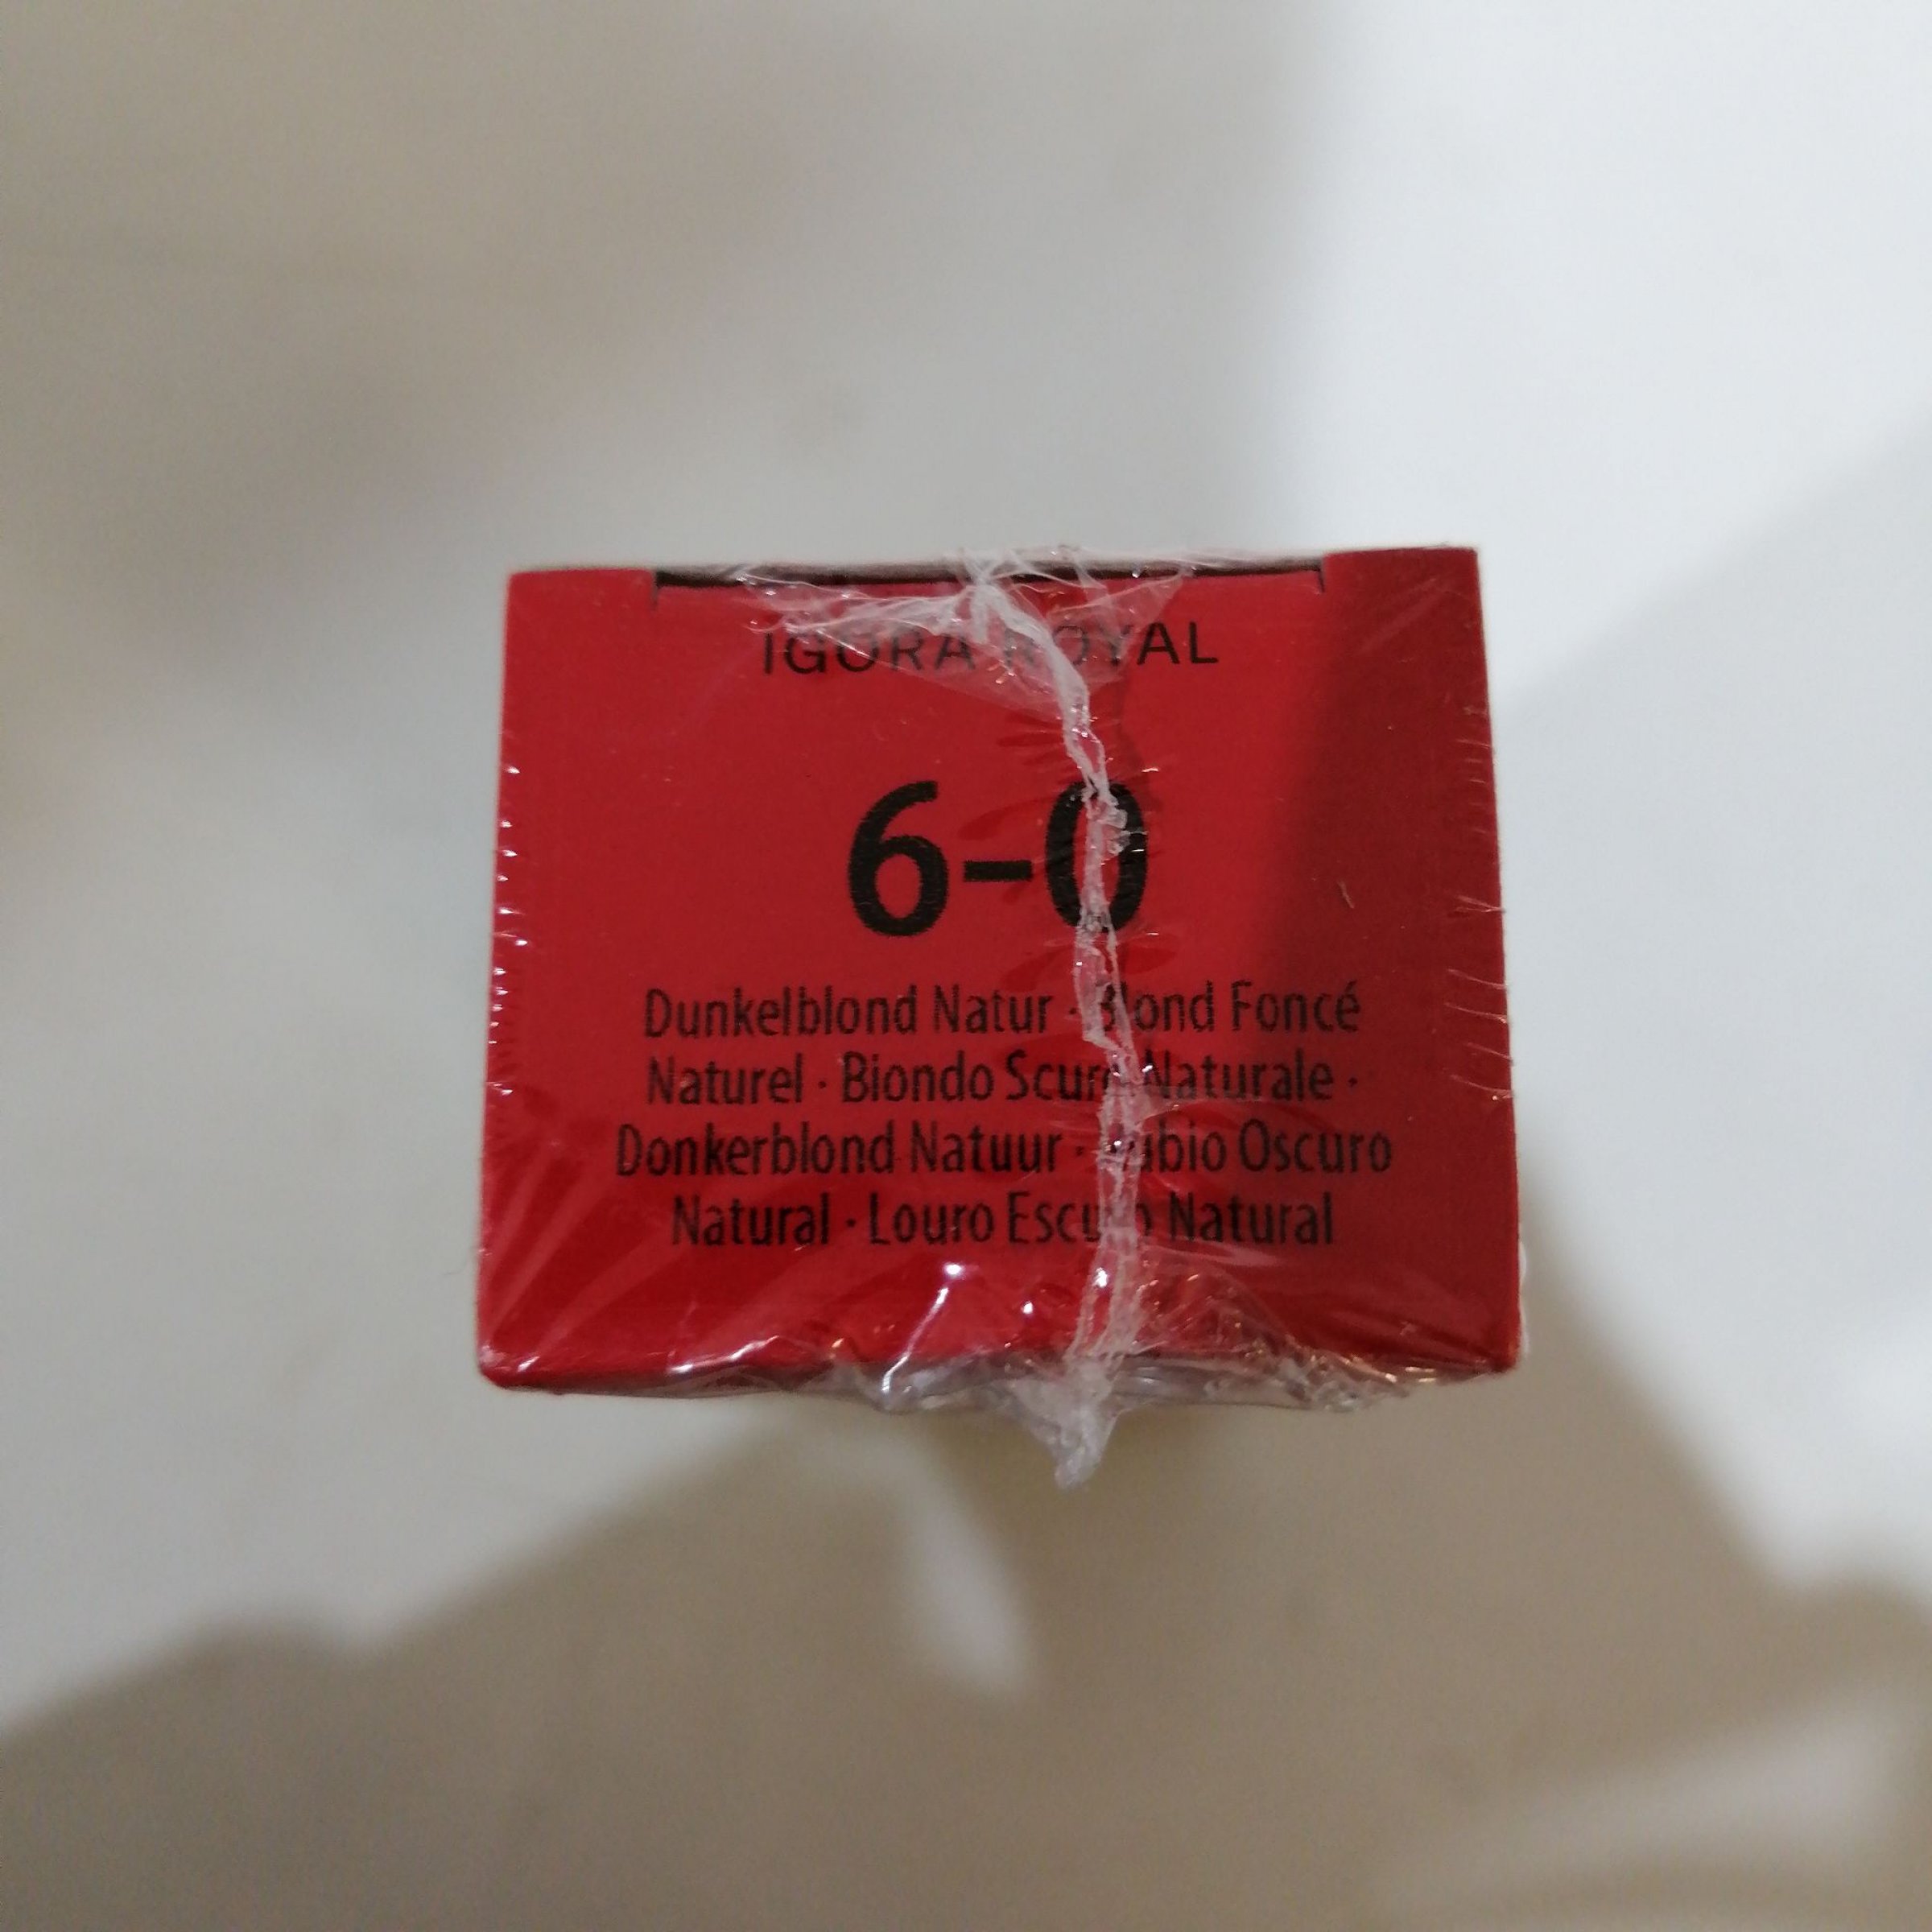 IGORA ROYAL
6-0
Dunkelblond Natur · Blond Foncé
Naturel · Biondo Scuro Naturale ·
Donkerblond Natuur · Rubio Oscuro
Natural · Louro Escuro Natural